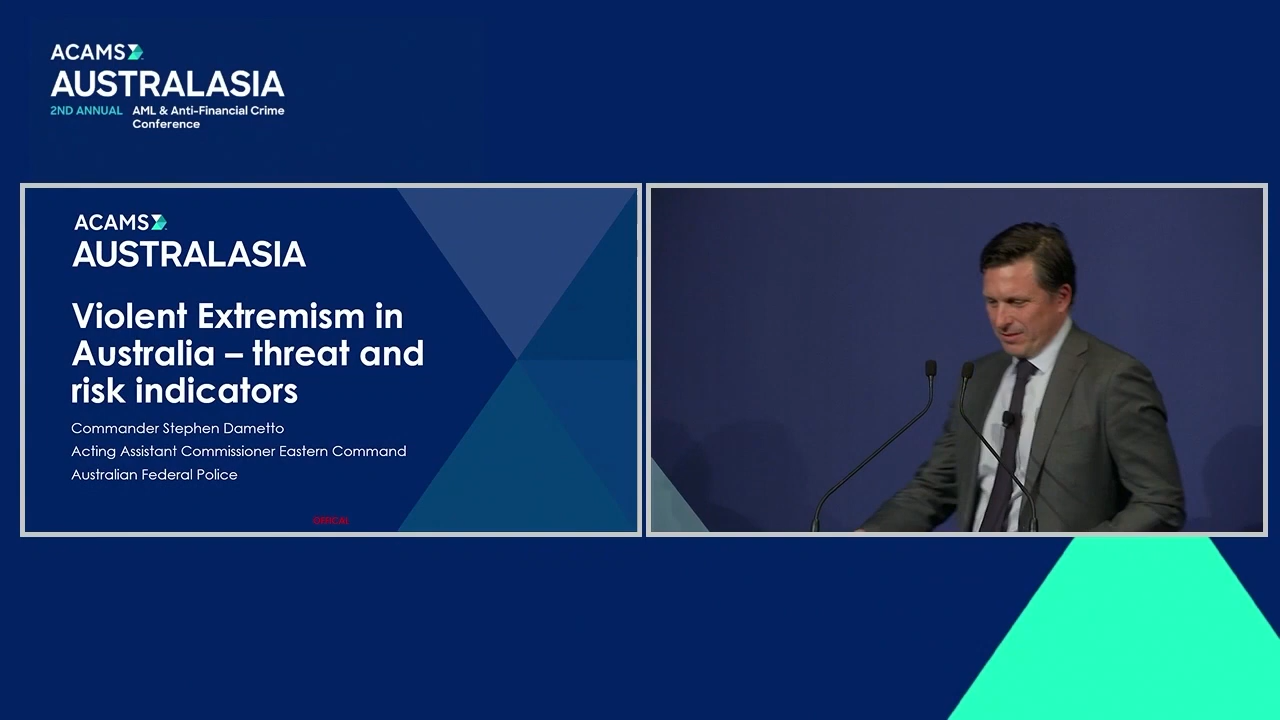 ACAMS
AUSTRALASIA
2ND ANNUAL AML & Anti-Financial Crime
Conference
ACAMS
AUSTRALASIA
Violent Extremism in
Australia – threat and
risk indicators
Commander Stephen Dametto
Acting Assistant Commissioner Eastern Command
Australian Federal Police
OFFICAL